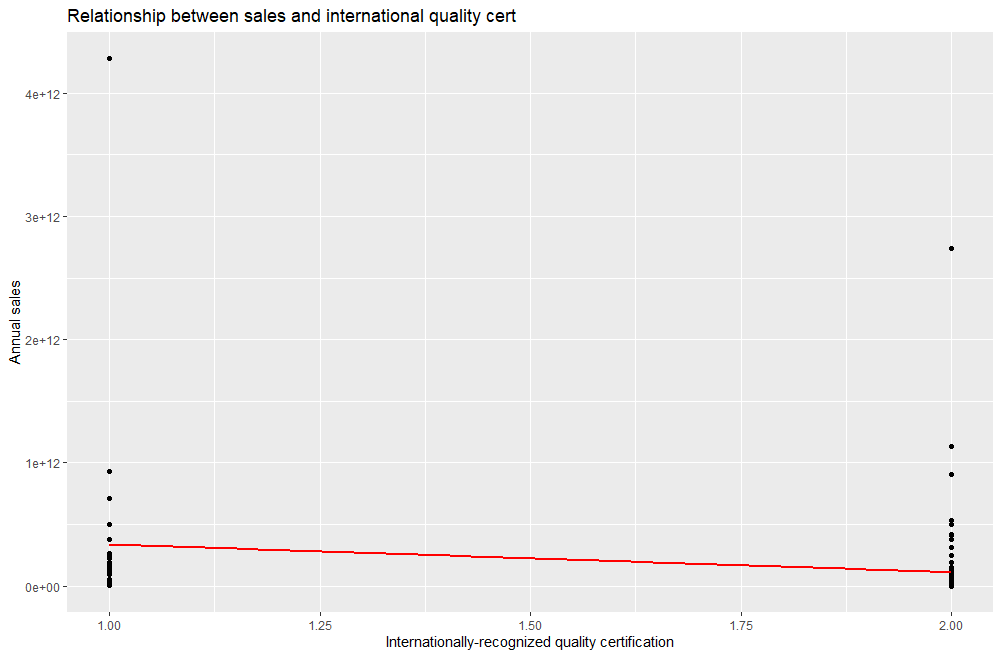 Relationship between sales and international quality cert
Annual sales
4e+12
3e+12
2e+12
1e+12
0e+00
1.00 1.25 1.50 1.75 2.00
Internationally-recognized quality certification